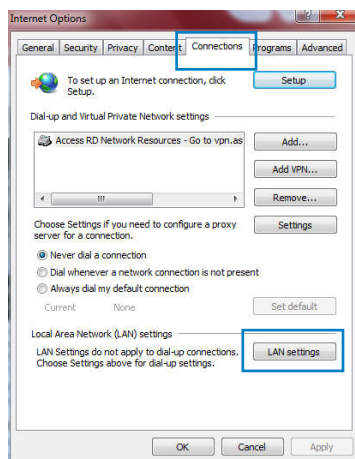 Internet Options
General Security Privacy Content Connections Programs Advanced
To set up an Internet connection, click
Setup.
Setup
Dial-up and Virtual Private Network settings
Access RD Network Resources - Go to vpn.as
Add...
Add VPN...
Remove...
Choose Settings if you need to configure a proxy
server for a connection.
Settings
Never dial a connection
Dial whenever a network connection is not present
Always dial my default connection
Current None
Set default
Local Area Network (LAN) settings
LAN Settings do not apply to dial-up connections.
Choose Settings above for dial-up settings.
LAN settings
OK Cancel Apply